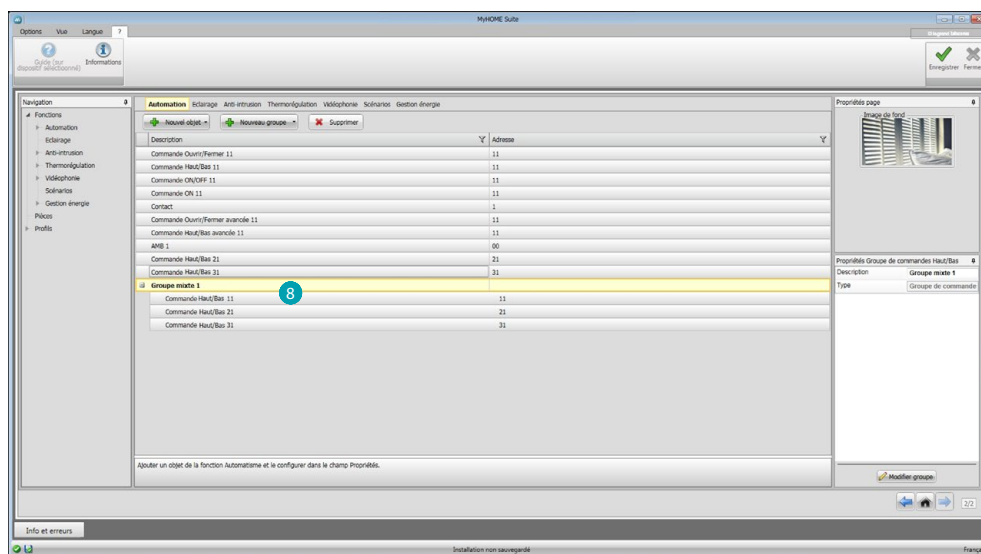 MyHOME Suite
Options Vue Langue ?
Guide (sur dispositif sélectionné)
Informations
Enregistrer Ferme
Navigation
Fonctions
Automation
Eclairage
Anti-intrusion
Thermorégulation
Vidéophonie
Scénarios
Gestion énergie
Pièces
Profils
Automation Eclairage Anti-intrusion Thermorégulation Vidéophonie Scénarios Gestion énergie
Nouvel objet Nouveau groupe Supprimer
Description Adresse
Commande Ouvrir/Fermer 11 11
Commande Haut/Bas 11 11
Commande ON/OFF 11 11
Commande ON 11 11
Contact 1
Commande Ouvrir/Fermer avancée 11 11
Commande Haut/Bas avancée 11 11
AMB 1 00
Commande Haut/Bas 21 21
Commande Haut/Bas 31 31
Groupe mixte 1
8
Commande Haut/Bas 11 11
Commande Haut/Bas 21 21
Commande Haut/Bas 31 31
Ajouter un objet de la fonction Automatisme et le configurer dans le champ Propriétés.
Propriétés page
Image de fond
Propriétés Groupe de commandes Haut/Bas
Description Groupe mixte 1
Type Groupe de commande
Modifier groupe
2/2
Info et erreurs
Installation non sauvegardé
França